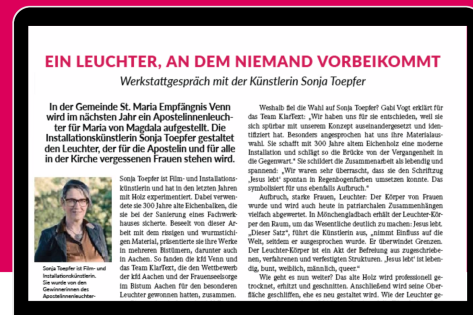 EIN LEUCHTER, AN DEM NIEMAND VORBEIKOMMT
Werkstattgespräch mit der Künstlerin Sonja Toepfer
In der Gemeinde St. Maria Empfängnis Venn
wird im nächsten Jahr ein Apostelinnenleuch-
ter für Maria von Magdala aufgestellt. Die
Installationskünstlerin Sonja Toepfer gestaltet
den Leuchter, der für die Apostelin und für alle
in der Kirche vergessenen Frauen stehen wird.
Sonja Toepfer ist Film- und
Installationskünstlerin.
Sie wurde von den
Gewinnerinnen des
Apostelinnenleuchter-
Sonja Toepfer ist Film- und Installations-
künstlerin und hat in den letzten Jahren
mit Holz experimentiert. Dabei verwen-
dete sie 300 Jahre alte Eichenbalken, die
sie bei der Sanierung eines Fachwerk-
hauses sicherte. Beseelt von dieser Ar-
beit mit den rissigen und wurmstichi-
gen Material, präsentierte sie ihre Werke
in mehreren Bistümern, darunter auch
in Aachen. So fanden die kfd Venn und
das Team KlarText, die den Wettbewerb
der kfd Aachen und der Frauenseelsorge
im Bistum Aachen für den besonderen
Leuchter gewonnen hatten, zusammen.
Weshalb fiel die Wahl auf Sonja Toepfer? Gabi Vogt erklärt für
das Team KlarText: „Wir haben uns für sie entschieden, weil sie
sich spürbar mit unserem Konzept auseinandergesetzt und iden-
tifiziert hat. Besonders angesprochen hat uns ihre Materialaus-
wahl. Sie schafft mit 300 Jahre altem Eichenholz eine moderne
Installation und schlägt so die Brücke von der Vergangenheit in
die Gegenwart.“ Sie schildert die Zusammenarbeit als lebendig und
spannend: „Wir waren sehr überrascht, dass sie den Schriftzug
‚Jesus lebt‘ spontan in Regenbogenfarben umsetzen konnte. Das
symbolisiert für uns ebenfalls Aufbruch.“
Aufbruch, starke Frauen, Leuchter: Der Körper von Frauen
wurde und wird auch heute in patriarchalen Zusammenhängen
vielfach abgewertet. In Mönchengladbach erhält der Leuchter-Kör-
per den Raum, um das Wesentliche deutlich zu machen: Jesus lebt.
„Dieser Satz“, führt die Künstlerin aus, „nimmt Einfluss auf die
Welt, seitdem er ausgesprochen wurde. Er überwindet Grenzen.
Der Leuchter-Körper ist ein Akt der Befreiung aus zugeschriebe-
nen, verfahrenen und verfestigten Strukturen. ‚Jesus lebt‘ ist leben-
dig, bunt, weiblich, männlich, queer.“
Wie geht es nun weiter? Das alte Holz wird professionell ge-
trocknet, erhitzt und geschnitten. Anschließend wird seine Ober-
fläche geschliffen, ehe es neu gestaltet wird. Wie der Leuchter ge-